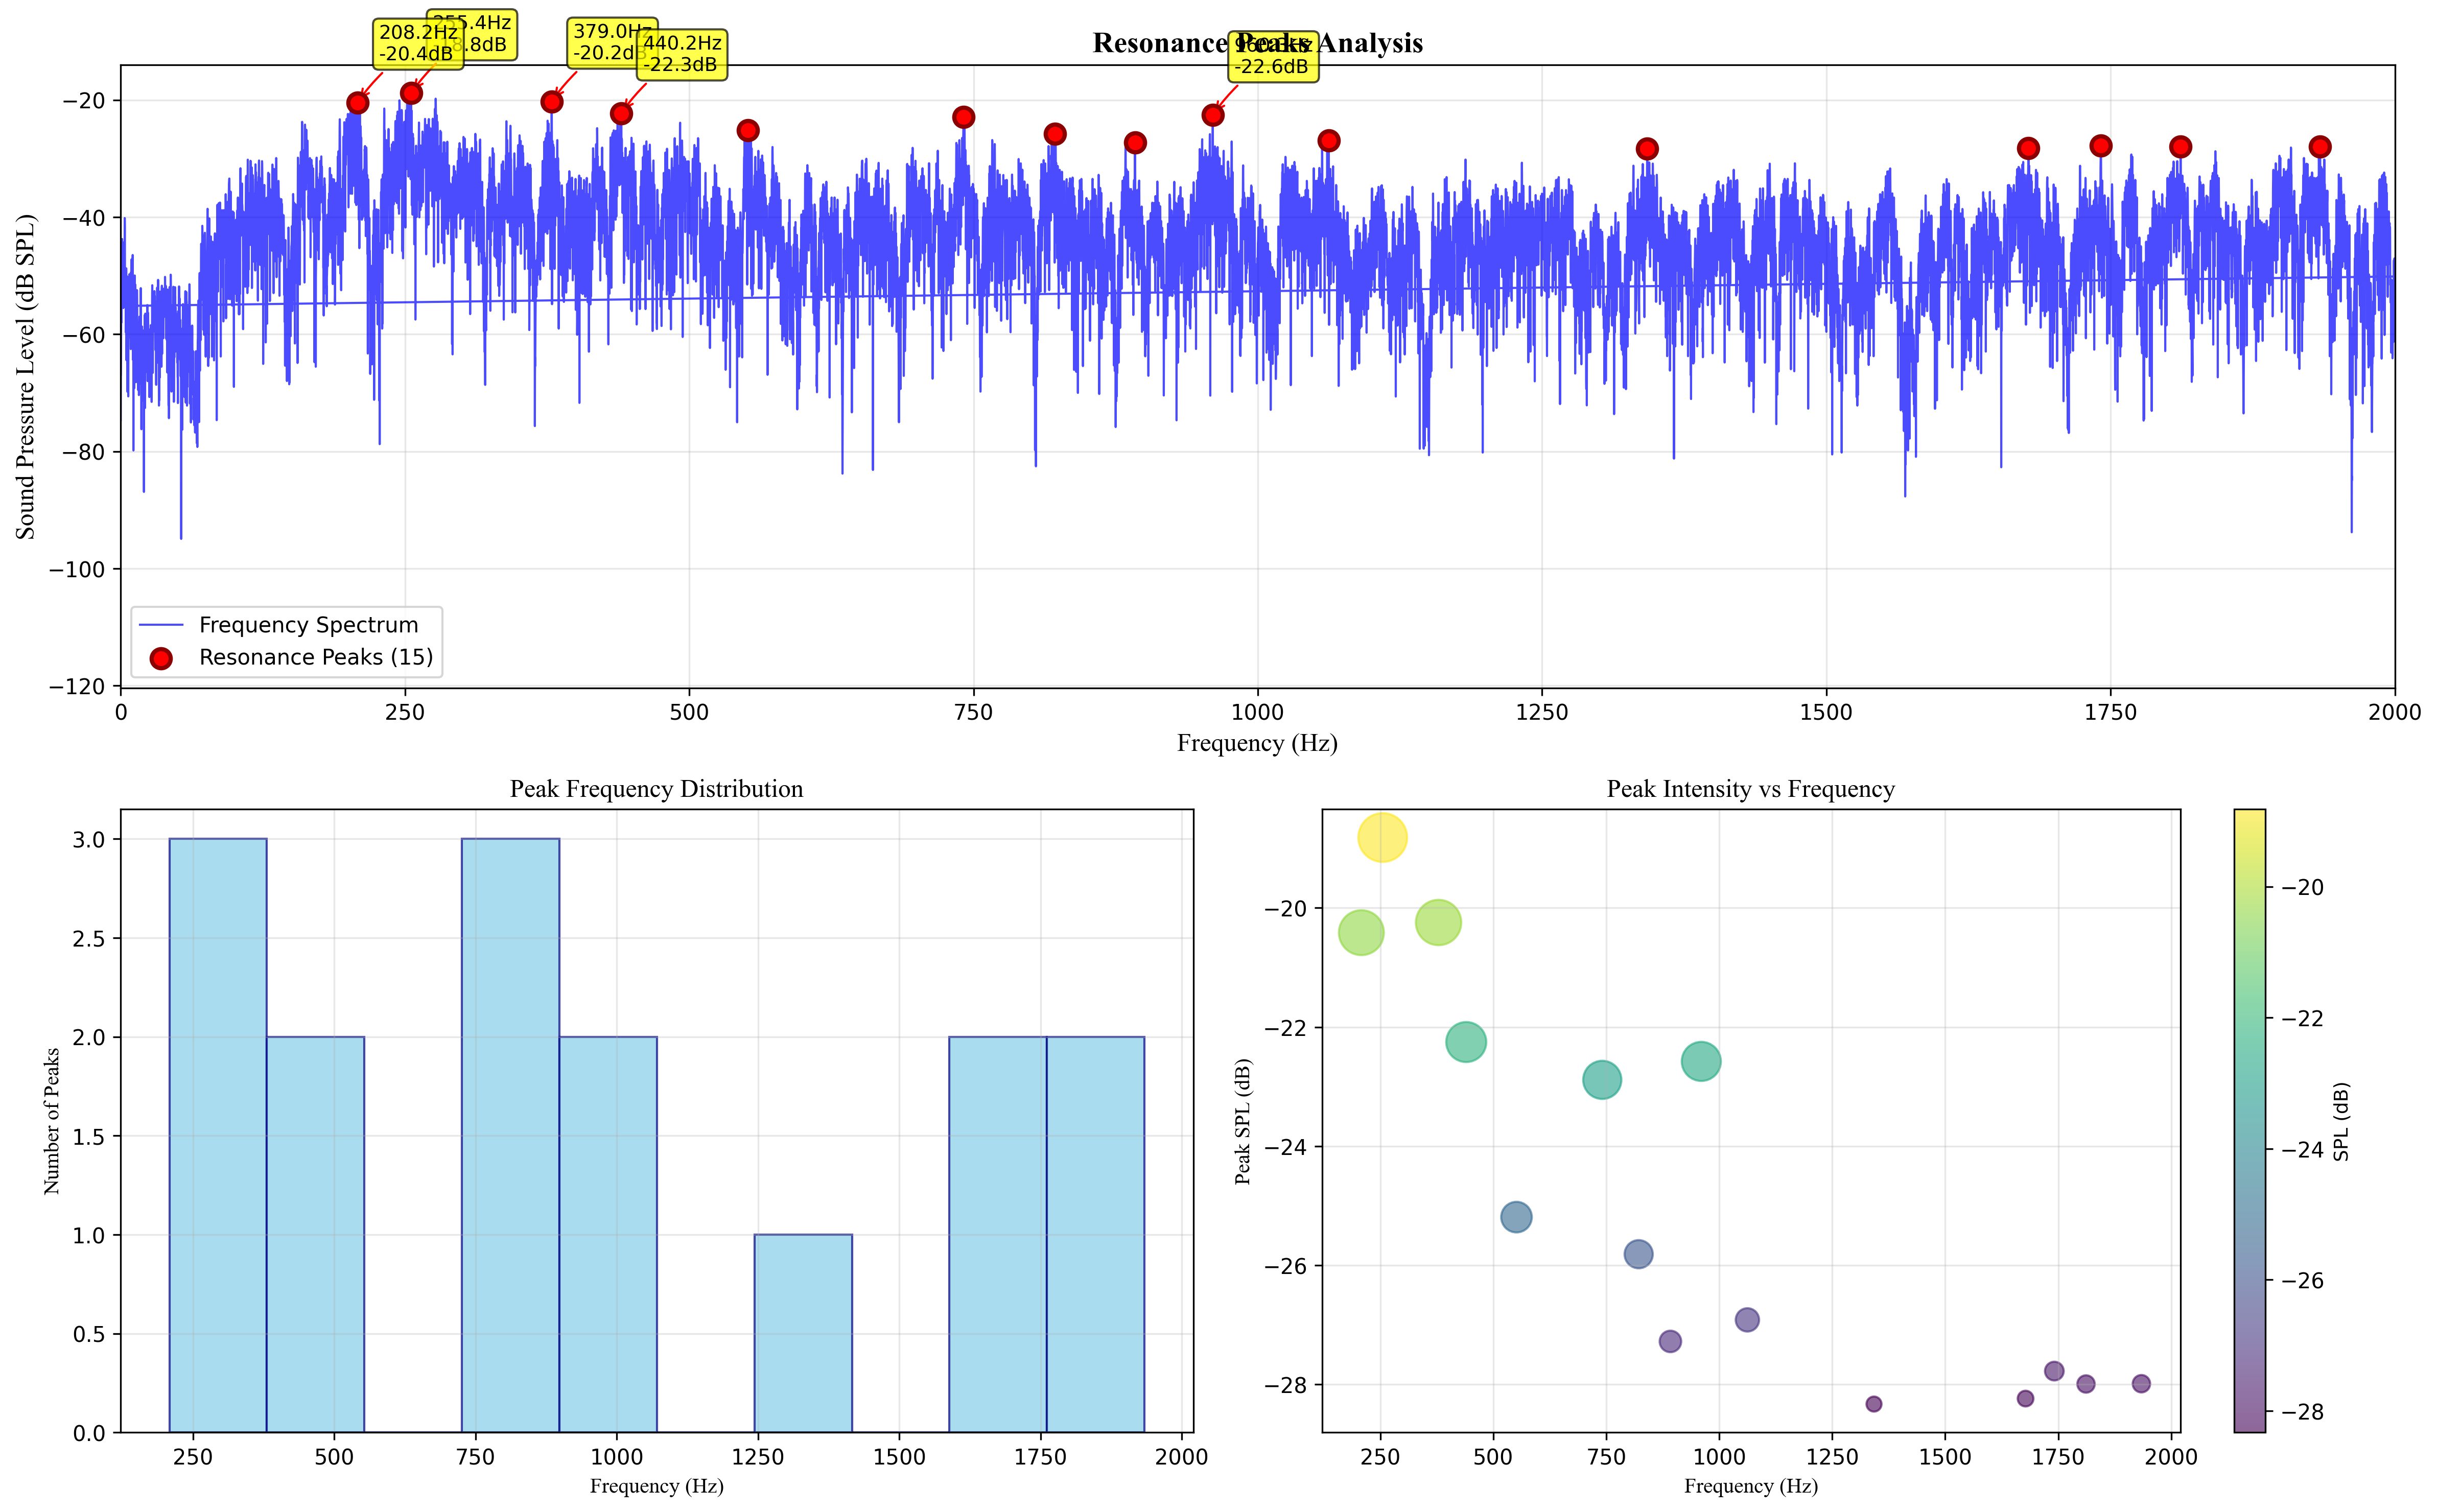 208.2Hz
-20.4dB
255.4Hz
-18.8dB
379.0Hz
-20.2dB
440.2Hz
-22.3dB
-22.6dB
Resonance Peaks Analysis
Sound Pressure Level (dB SPL)
−20
−40
−60
−80
−100
−120
Frequency Spectrum
Resonance Peaks (15)
0
250
500
750
1000
1250
1500
1750
2000
Frequency (Hz)
Peak Frequency Distribution
Number of Peaks
3.0
2.5
2.0
1.5
1.0
0.5
0.0
250
500
750
1000
1250
1500
1750
2000
Frequency (Hz)
Peak Intensity vs Frequency
Peak SPL (dB)
−20
−22
−24
−26
−28
250
500
750
1000
1250
1500
1750
2000
Frequency (Hz)
−20
−22
−24
−26
−28
SPL (dB)